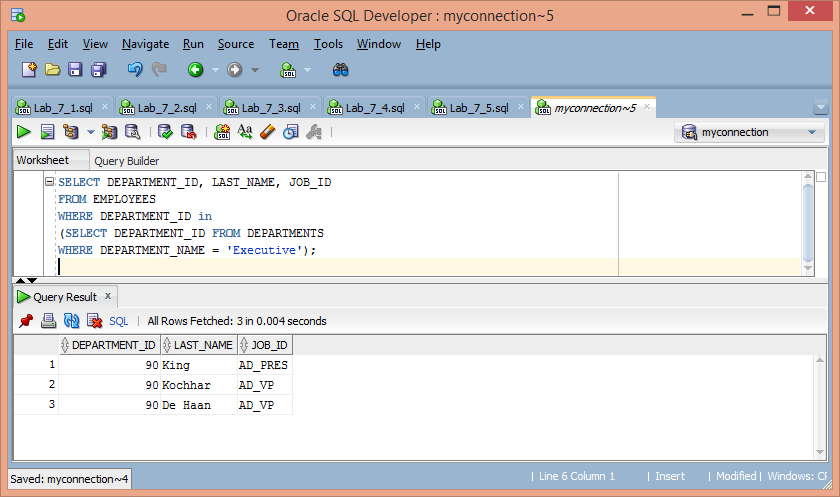 Oracle SQL Developer : myconnection~5
File Edit View Navigate Run Source Team Tools Window Help
Lab_7_1.sql Lab_7_2.sql Lab_7_3.sql Lab_7_4.sql Lab_7_5.sql myconnection~5
myconnection
Worksheet Query Builder
SELECT DEPARTMENT_ID, LAST_NAME, JOB_ID
FROM EMPLOYEES
WHERE DEPARTMENT_ID in
(SELECT DEPARTMENT_ID FROM DEPARTMENTS
WHERE DEPARTMENT_NAME = 'Executive');
Query Result x
SQL | All Rows Fetched: 3 in 0.004 seconds
DEPARTMENT_ID LAST_NAME JOB_ID
1 90 King AD_PRES
2 90 Kochhar AD_VP
3 90 De Haan AD_VP
Saved: myconnection~4 | Line 6 Column 1 | Insert | Modified | Windows: